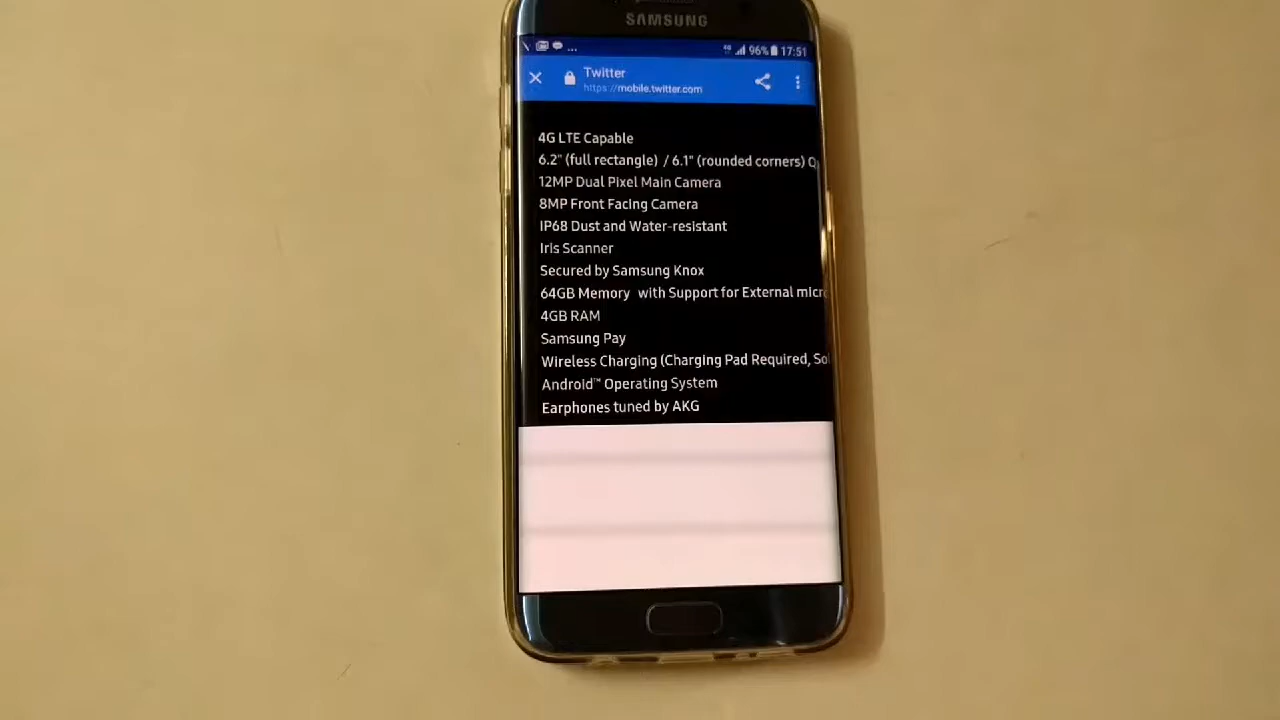 SAMSUNG
4G 96% 17:51
Twitter
https://mobile.twitter.com
4G LTE Capable
6.2" (full rectangle) / 6.1" (rounded corners) Q
12MP Dual Pixel Main Camera
8MP Front Facing Camera
IP68 Dust and Water-resistant
Iris Scanner
Secured by Samsung Knox
64GB Memory with Support for External micr
4GB RAM
Samsung Pay
Wireless Charging (Charging Pad Required, Sol
Android™ Operating System
Earphones tuned by AKG